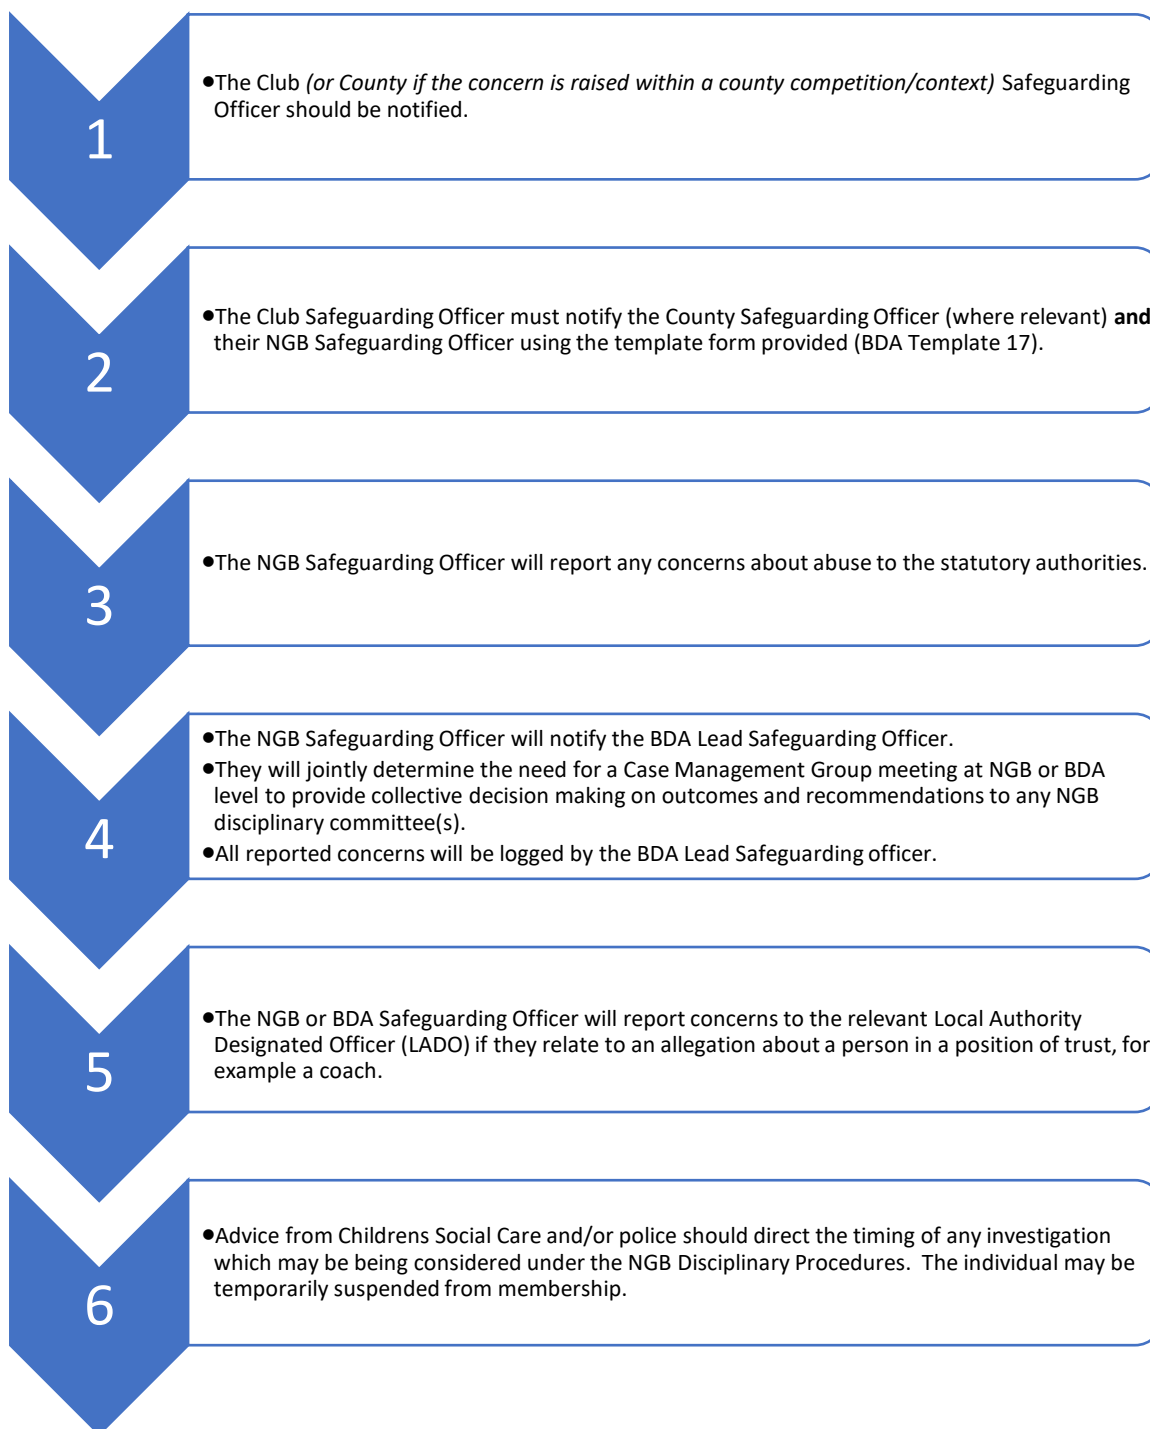 1
●The Club (or County if the concern is raised within a county competition/context) Safeguarding
Officer should be notified.
2
●The Club Safeguarding Officer must notify the County Safeguarding Officer (where relevant) and
their NGB Safeguarding Officer using the template form provided (BDA Template 17).
3
●The NGB Safeguarding Officer will report any concerns about abuse to the statutory authorities.
4
●The NGB Safeguarding Officer will notify the BDA Lead Safeguarding Officer.
●They will jointly determine the need for a Case Management Group meeting at NGB or BDA
level to provide collective decision making on outcomes and recommendations to any NGB
disciplinary committee(s).
●All reported concerns will be logged by the BDA Lead Safeguarding officer.
5
●The NGB or BDA Safeguarding Officer will report concerns to the relevant Local Authority
Designated Officer (LADO) if they relate to an allegation about a person in a position of trust, for
example a coach.
6
●Advice from Childrens Social Care and/or police should direct the timing of any investigation
which may be being considered under the NGB Disciplinary Procedures.  The individual may be
temporarily suspended from membership.